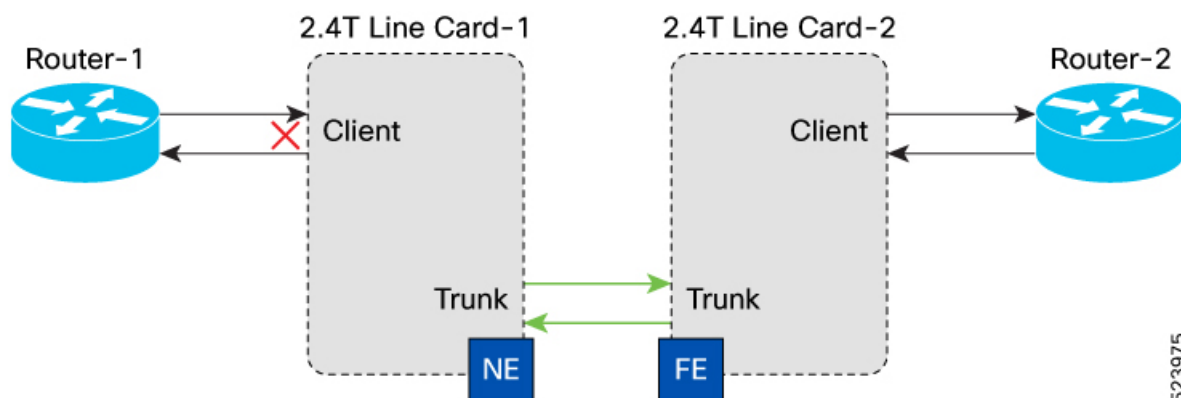 2.4T Line Card-1
2.4T Line Card-2
Router-1
Router-2
Client
Client
Trunk
Trunk
NE
FE
523975